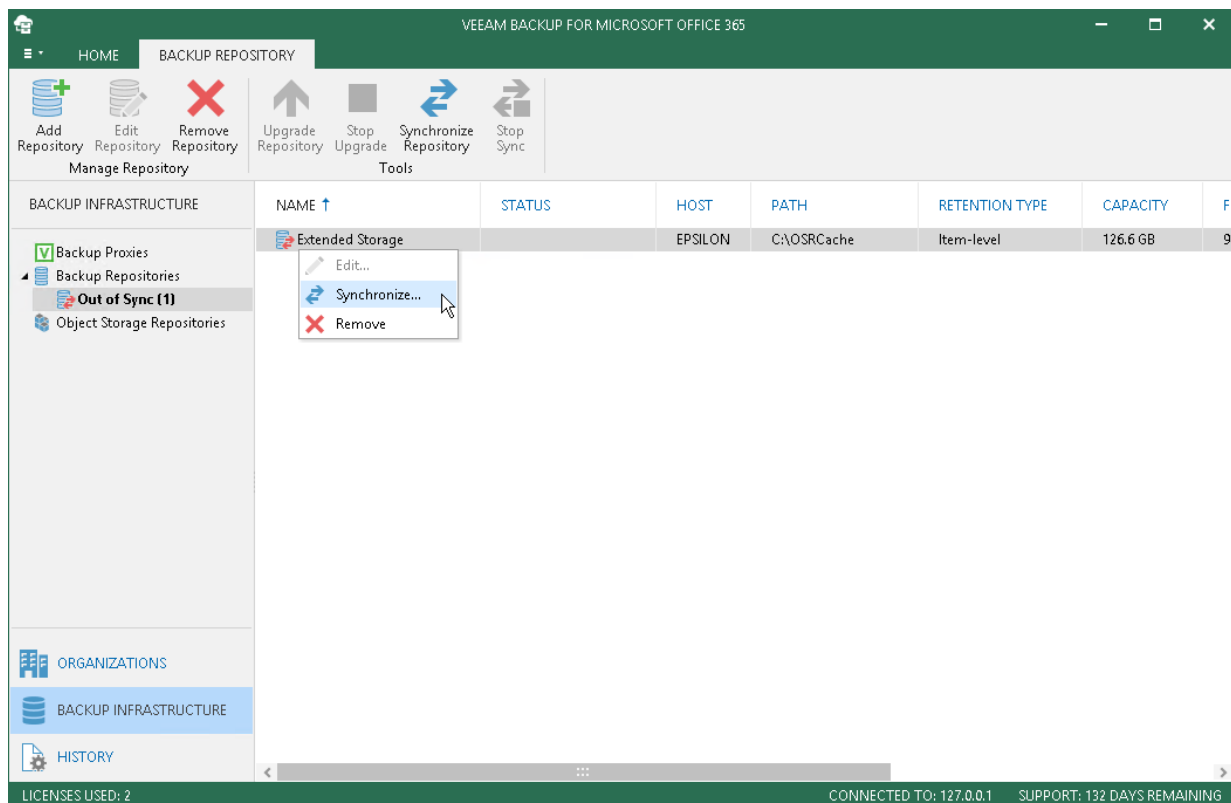 VEEAM BACKUP FOR MICROSOFT OFFICE 365
HOME BACKUP REPOSITORY
Add Repository
Edit Repository
Remove Repository
Manage Repository
Upgrade Repository
Stop Upgrade
Synchronize Repository
Stop Sync
Tools
BACKUP INFRASTRUCTURE
Backup Proxies
Backup Repositories
Out of Sync (1)
Object Storage Repositories
NAME STATUS HOST PATH RETENTION TYPE CAPACITY F
Extended Storage EPSILON C:\OSRCache Item-level 126.6 GB 9
Edit...
Synchronize...
Remove
ORGANIZATIONS
BACKUP INFRASTRUCTURE
HISTORY
LICENSES USED: 2 CONNECTED TO: 127.0.0.1 SUPPORT: 132 DAYS REMAINING